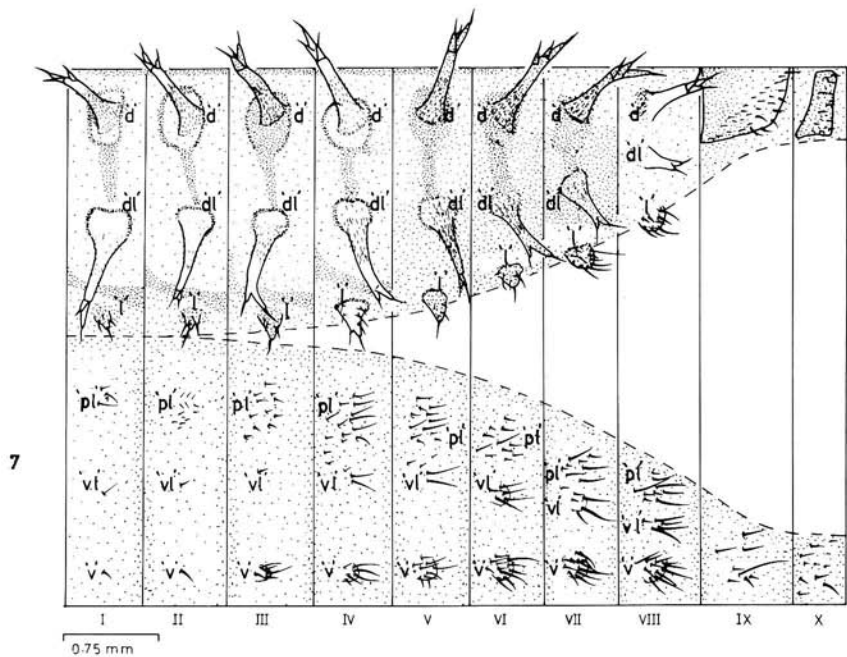 'd' 'd' 'd' 'd' 'd' 'd' 'd' 'd'
'dl' 'dl' 'dl' 'dl' 'dl' 'dl' 'dl' 'dl'
'l' 'l' 'l' 'l' 'l' 'l' 'l' 'l'
'pl' 'pl' 'pl' 'pl' 'pl' 'pl' 'pl' 'pl'
7
'vl' 'vl' 'vl' 'vl' 'vl' 'vl' 'vl' 'vl'
'v' 'v' 'v' 'v' 'v' 'v' 'v' 'v'
I II III IV V VI VII VIII IX X
0.75 mm